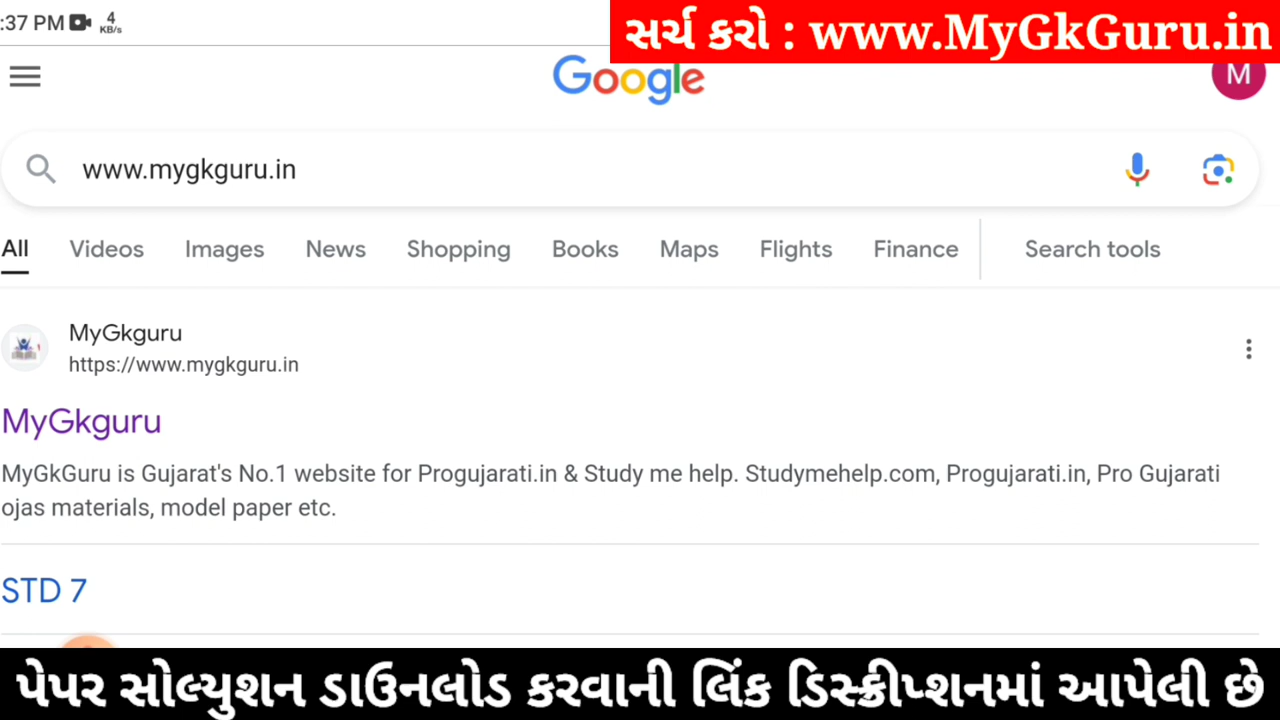 :37 PM 4 KB/s
સર્ચ કરો : www.MyGkGuru.in
Google
M
www.mygkguru.in
All Videos Images News Shopping Books Maps Flights Finance Search tools
MyGkguru
https://www.mygkguru.in
MyGkguru
MyGkGuru is Gujarat's No.1 website for Progujarati.in & Study me help. Studymehelp.com, Progujarati.in, Pro Gujarati
ojas materials, model paper etc.
STD 7
પેપર સોલ્યુશન ડાઉનલોડ કરવાની લિંક ડિસ્ક્રીપ્શનમાં આપેલી છે